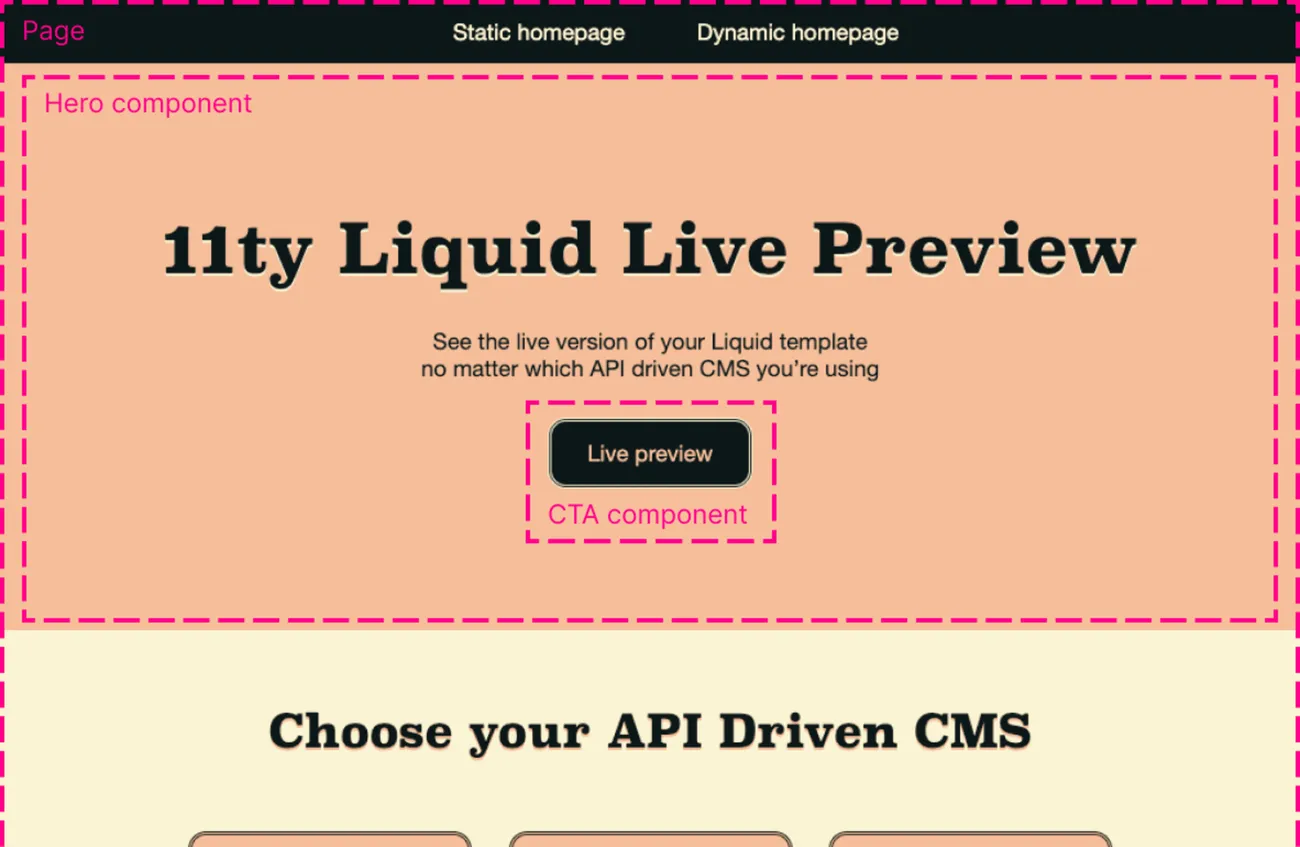 Page
Static homepage
Dynamic homepage
Hero component
11ty Liquid Live Preview
See the live version of your Liquid template
no matter which API driven CMS you’re using
Live preview
CTA component
Choose your API Driven CMS